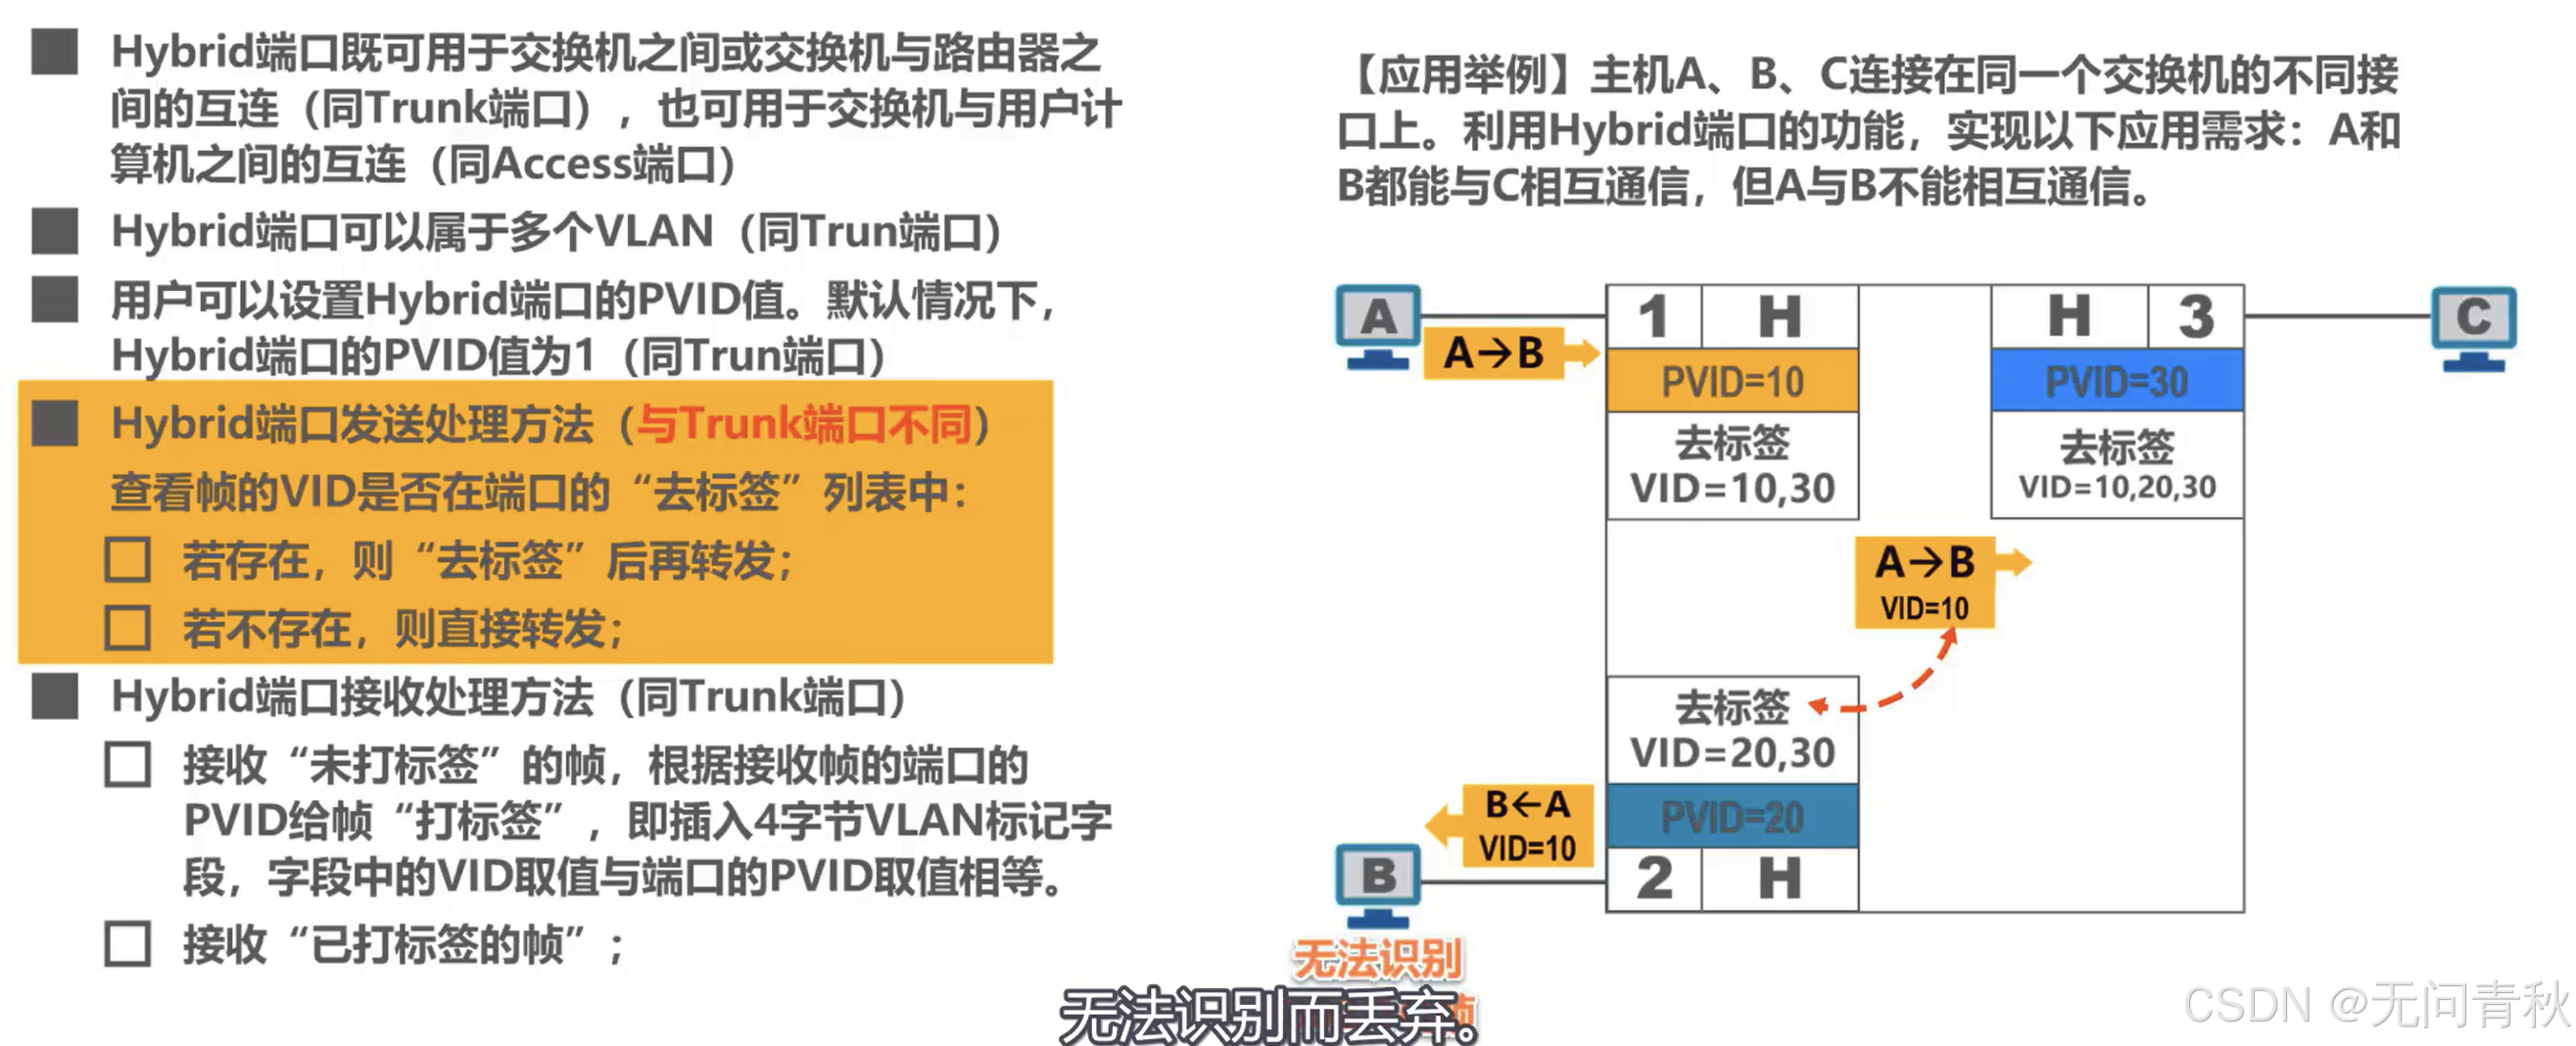 Hybrid端口既可用于交换机之间或交换机与路由器之
间的互连（同Trunk端口），也可用于交换机与用户计
算机之间的互连（同Access端口）
Hybrid端口可以属于多个VLAN（同Trun端口）
用户可以设置Hybrid端口的PVID值。默认情况下，
Hybrid端口的PVID值为1（同Trun端口）
Hybrid端口发送处理方法（与Trunk端口不同）
查看帧的VID是否在端口的“去标签”列表中：
若存在，则“去标签”后再转发；
若不存在，则直接转发；
Hybrid端口接收处理方法（同Trunk端口）
接收“未打标签”的帧，根据接收帧的端口的
PVID给帧“打标签”，即插入4字节VLAN标记字
段，字段中的VID取值与端口的PVID取值相等。
接收“已打标签的帧”；
【应用举例】主机A、B、C连接在同一个交换机的不同接
口上。利用Hybrid端口的功能，实现以下应用需求：A和
B都能与C相互通信，但A与B不能相互通信。
A
A→B
1 H
PVID=10
去标签
VID=10,30
H 3
PVID=30
去标签
VID=10,20,30
C
A→B
VID=10
去标签
VID=20,30
PVID=20
2 H
B←A
VID=10
B
无法识别
帧
无法识别而丢弃。
CSDN @无问青秋